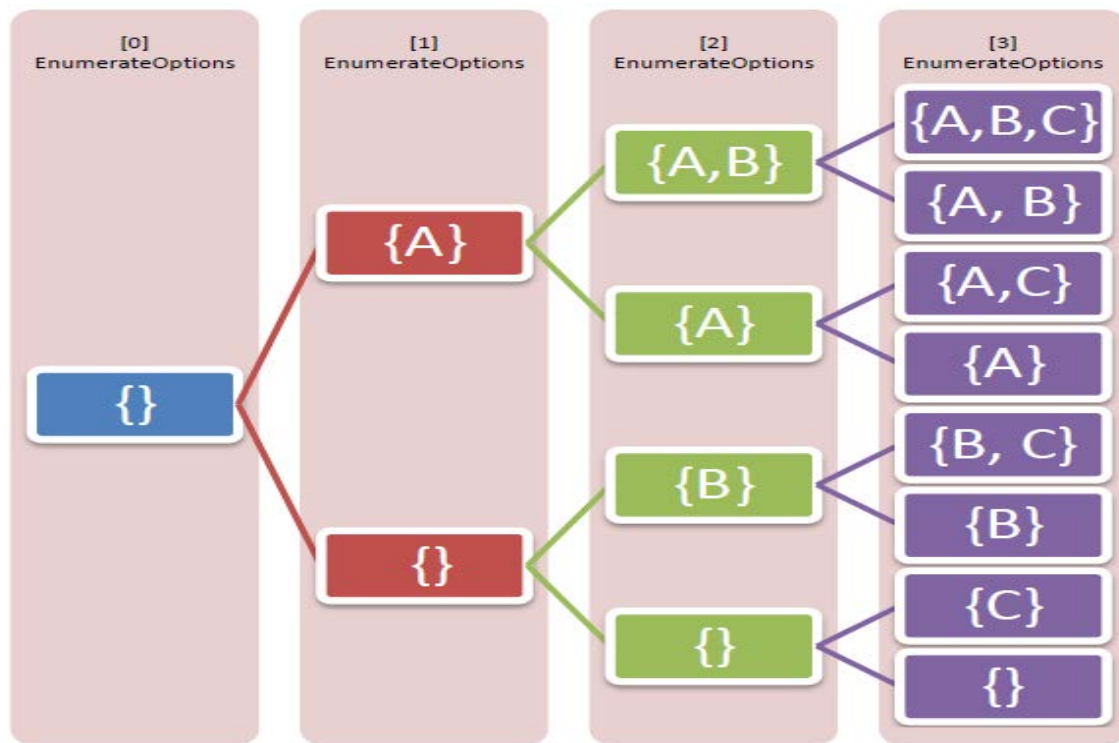 [0]
EnumerateOptions
{}
[1]
EnumerateOptions
{A}
{}
[2]
EnumerateOptions
{A,B}
{A}
{B}
{}
[3]
EnumerateOptions
{A,B,C}
{A, B}
{A,C}
{A}
{B, C}
{B}
{C}
{}